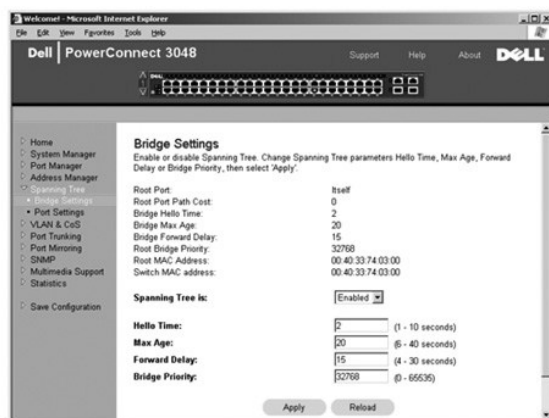 Welcome! - Microsoft Internet Explorer
File Edit View Favorites Tools Help
Dell | PowerConnect 3048
Support Help About DELL
Home
System Manager
Port Manager
Address Manager
Spanning Tree
Bridge Settings
Port Settings
VLAN & CoS
Port Trunking
Port Mirroring
SNMP
Multimedia Support
Statistics
Save Configuration
Bridge Settings
Enable or disable Spanning Tree. Change Spanning Tree parameters Hello Time, Max Age, Forward
Delay or Bridge Priority, then select 'Apply'.
Root Port: Itself
Root Port Path Cost: 0
Bridge Hello Time: 2
Bridge Max Age: 20
Bridge Forward Delay: 15
Root Bridge Priority: 32768
Root MAC Address: 00:40:33:74:03:00
Switch MAC address: 00:40:33:74:03:00
Spanning Tree is: Enabled
Hello Time: 2 (1 - 10 seconds)
Max Age: 20 (6 - 40 seconds)
Forward Delay: 15 (4 - 30 seconds)
Bridge Priority: 32768 (0 - 65535)
Apply Reload